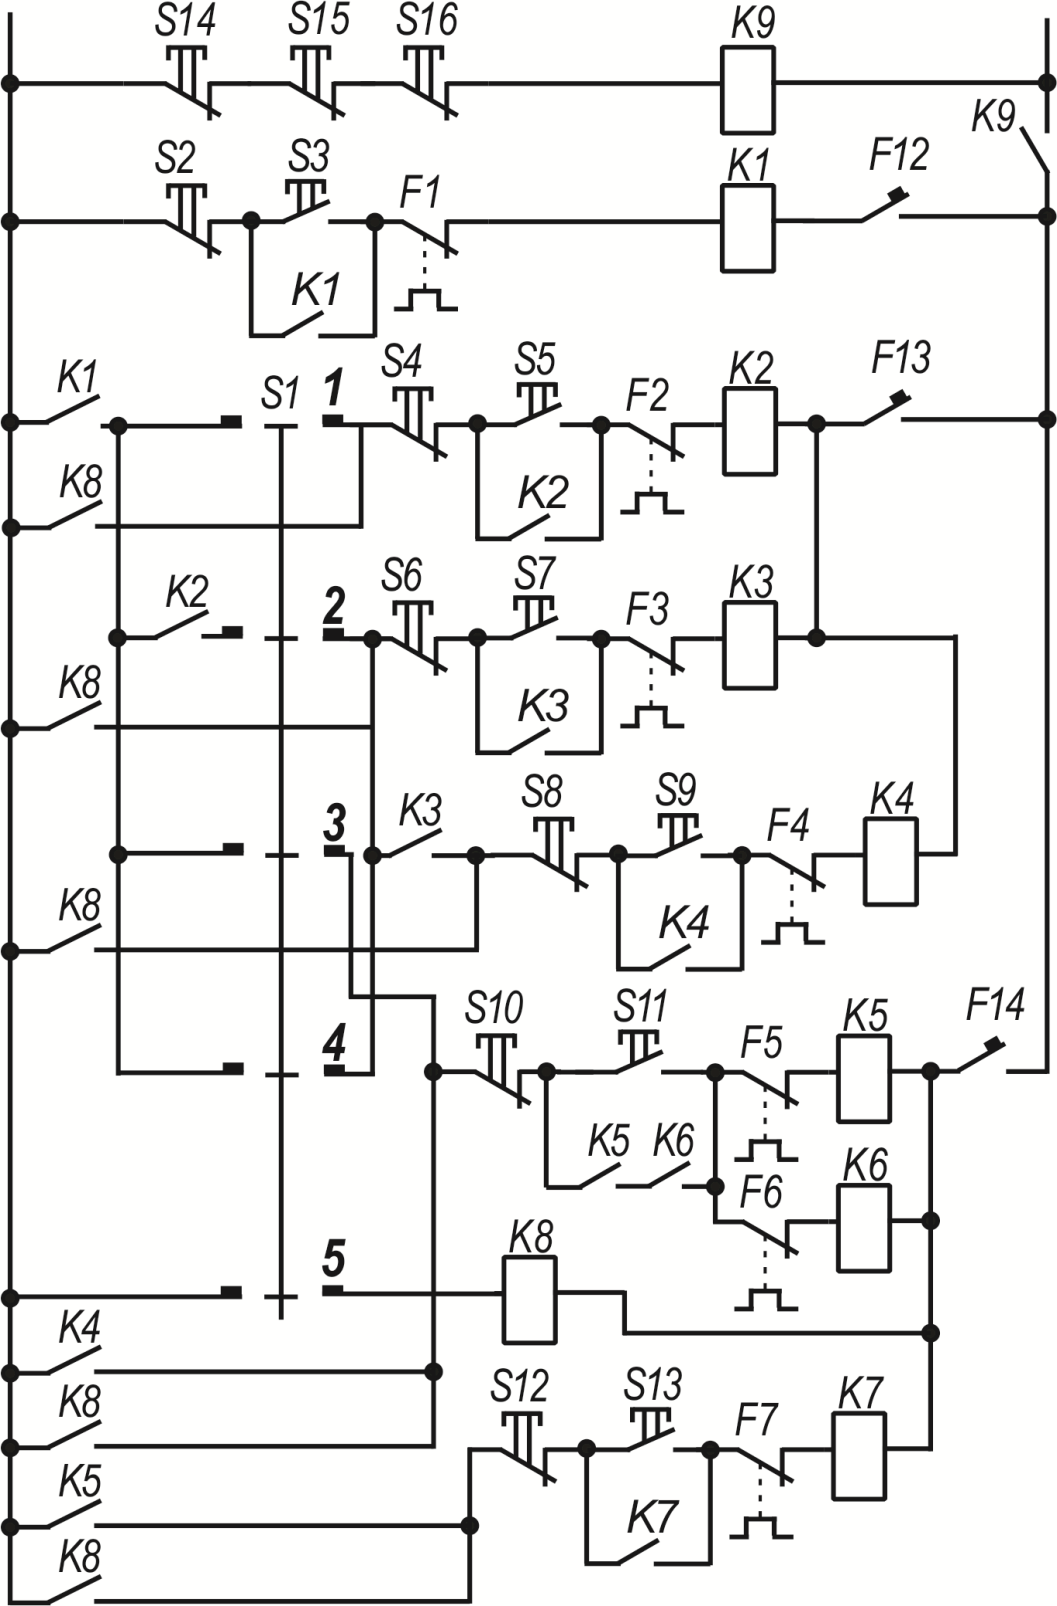 S14 S15 S16 K9
K9
S2 S3 F1 K1 F12
K1
K1 S1 1 S4 S5 F2 K2 F13
K8 K2
K2 2 S6 S7 F3 K3
K8 K3
3 K3 S8 S9 F4 K4
K8 K4
4 S10 S11 F5 K5 F14
K5 K6 F6 K6
5 K8
K4
K8 S12 S13 F7 K7
K5 K7
K8